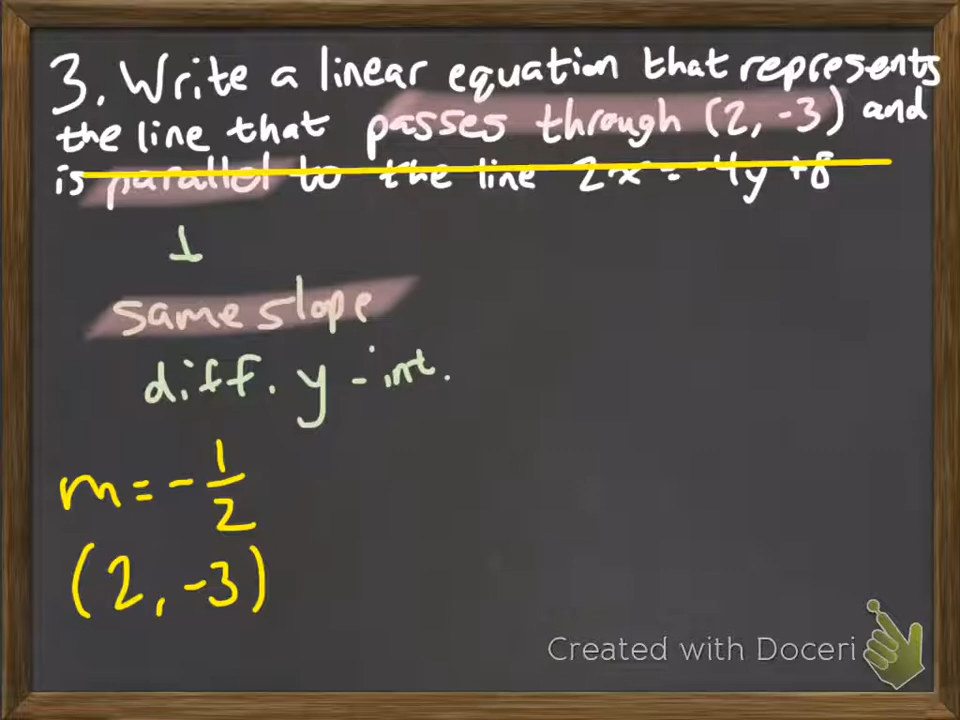 3. Write a linear equation that represents
the line that passes through (2, -3) and
is parallel to the line 2x = -4y +8
same slope
diff. y - int.
m = - 1/2
(2, -3)
Created with Doceri